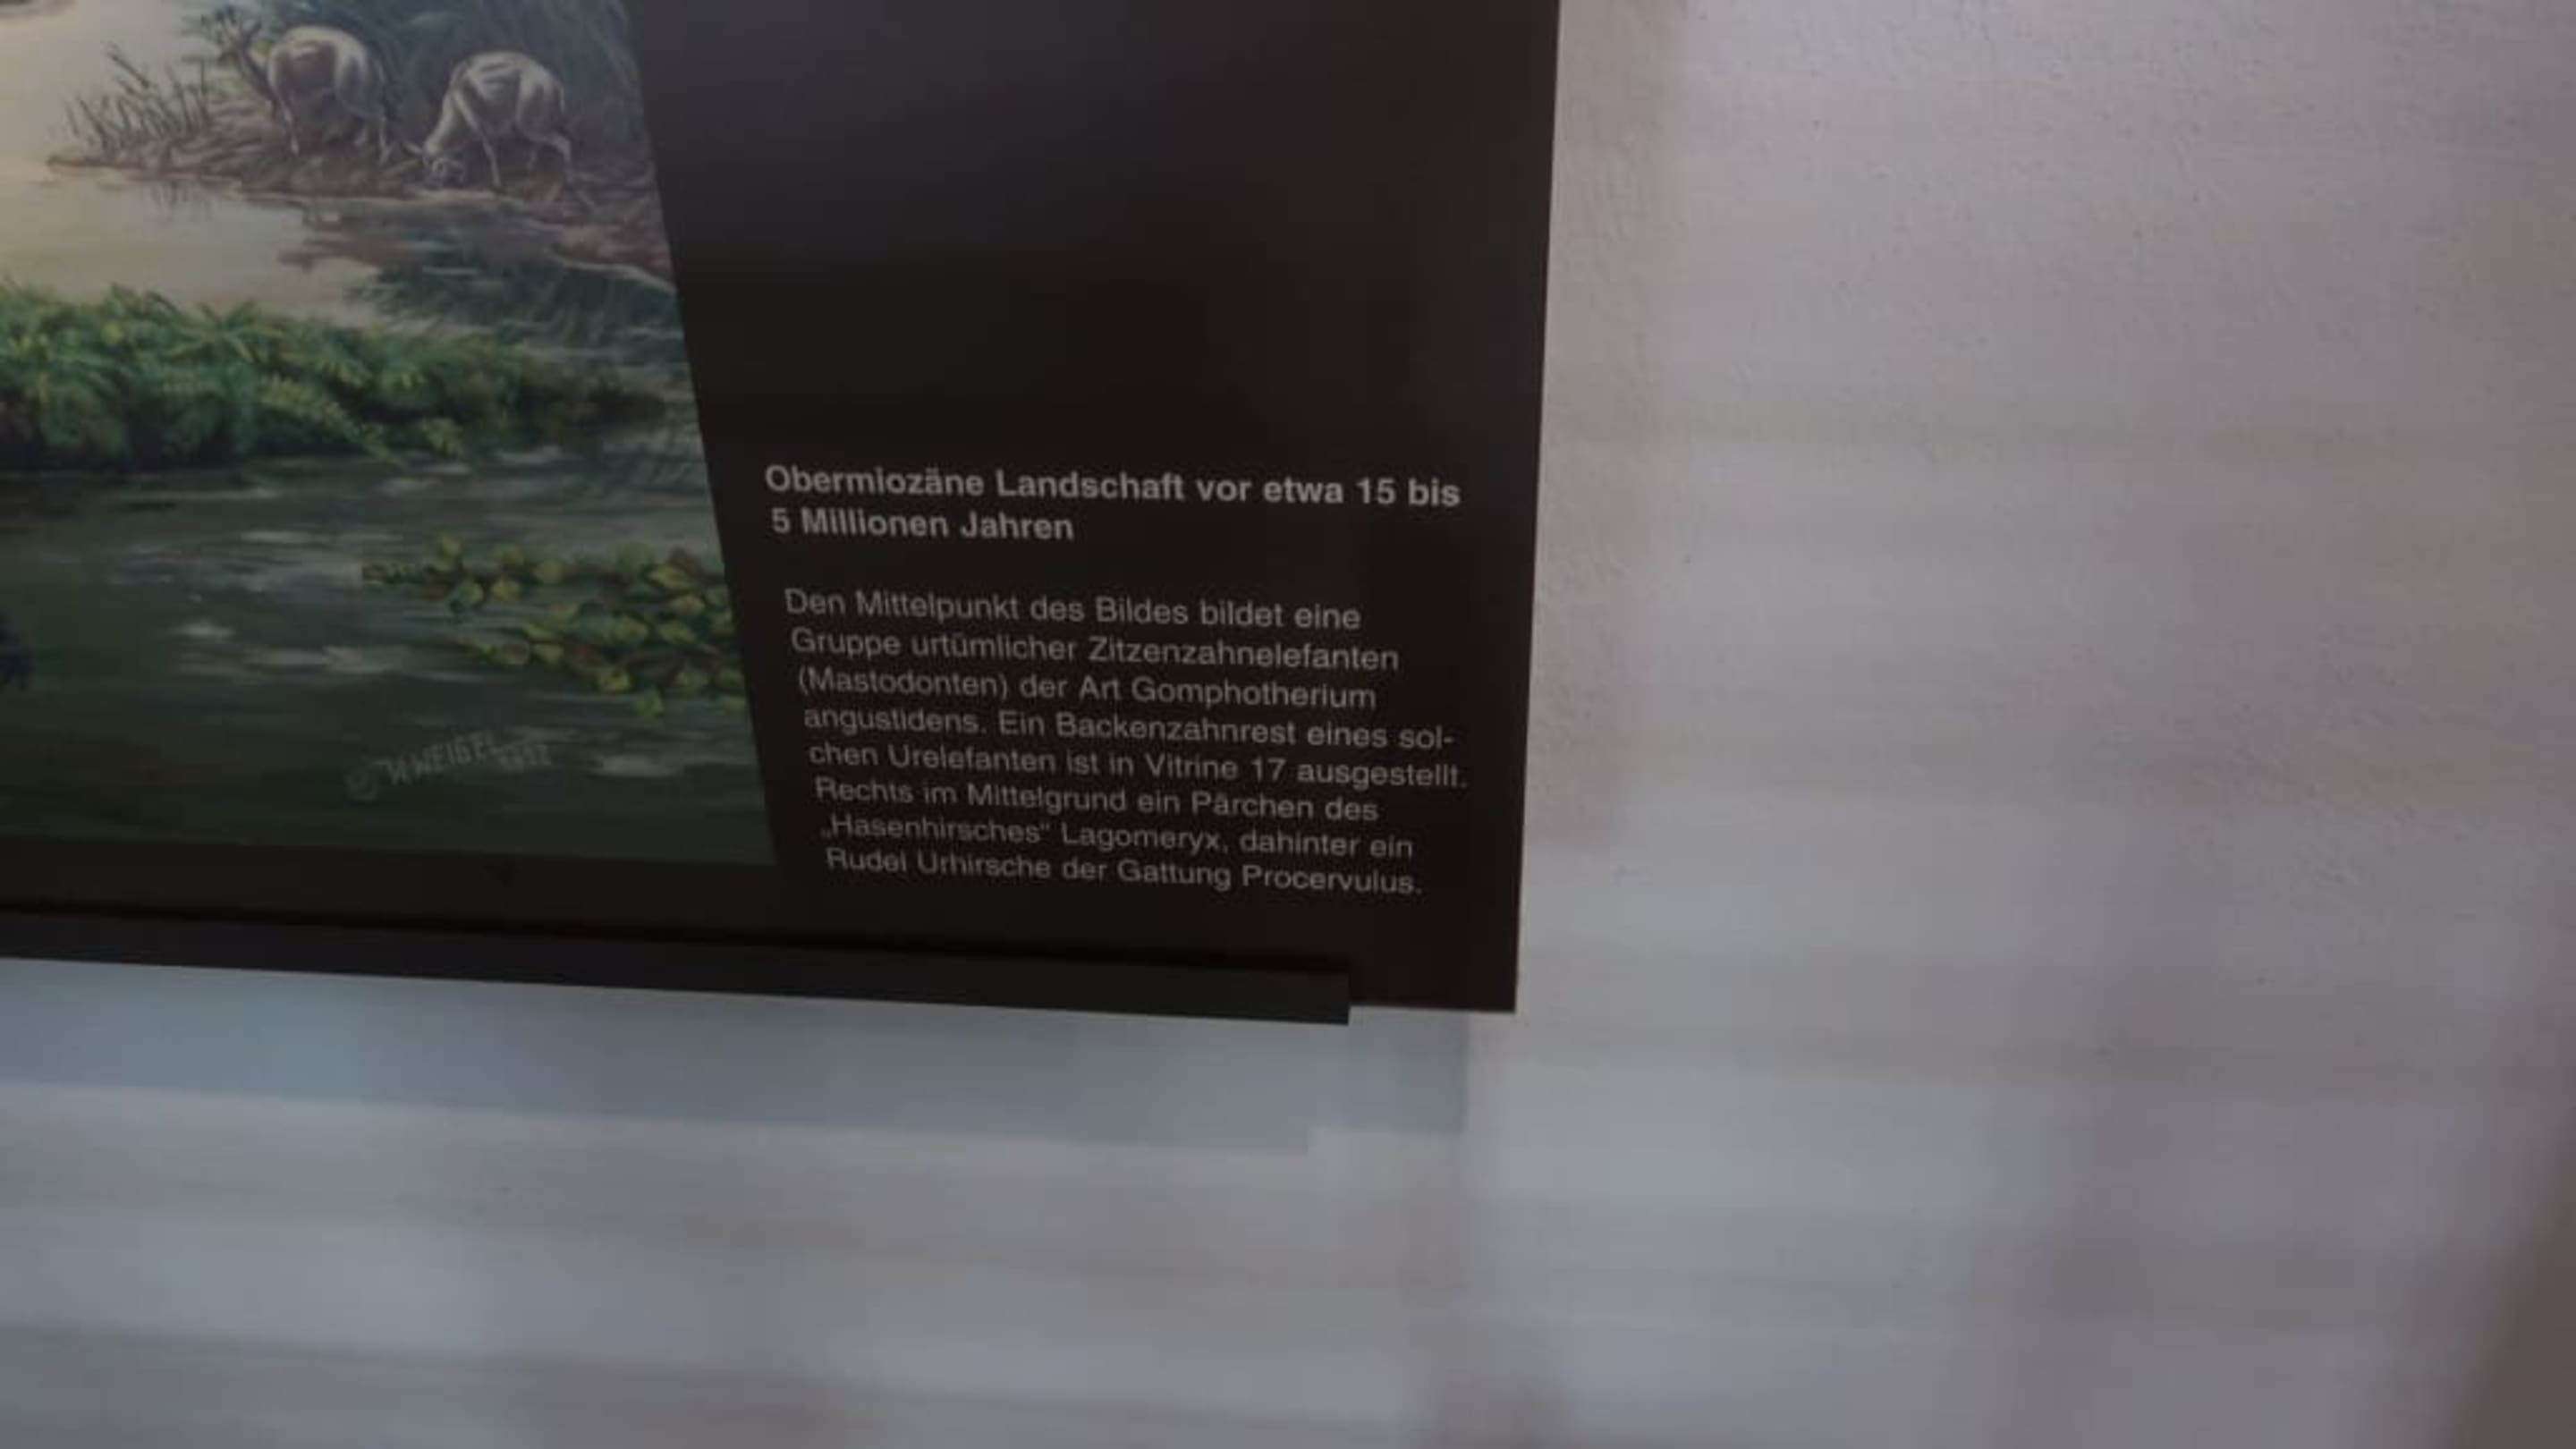 Obermiozäne Landschaft vor etwa 15 bis
5 Millionen Jahren
Den Mittelpunkt des Bildes bildet eine
Gruppe urtümlicher Zitzenzahnelefanten
(Mastodonten) der Art Gomphotherium
angustidens. Ein Backenzahnrest eines sol-
chen Urelefanten ist in Vitrine 17 ausgestellt.
Rechts im Mittelgrund ein Pärchen des
„Hasenhirsches" Lagomeryx, dahinter ein
Rudel Urhirsche der Gattung Procervulus.
WEIGEL